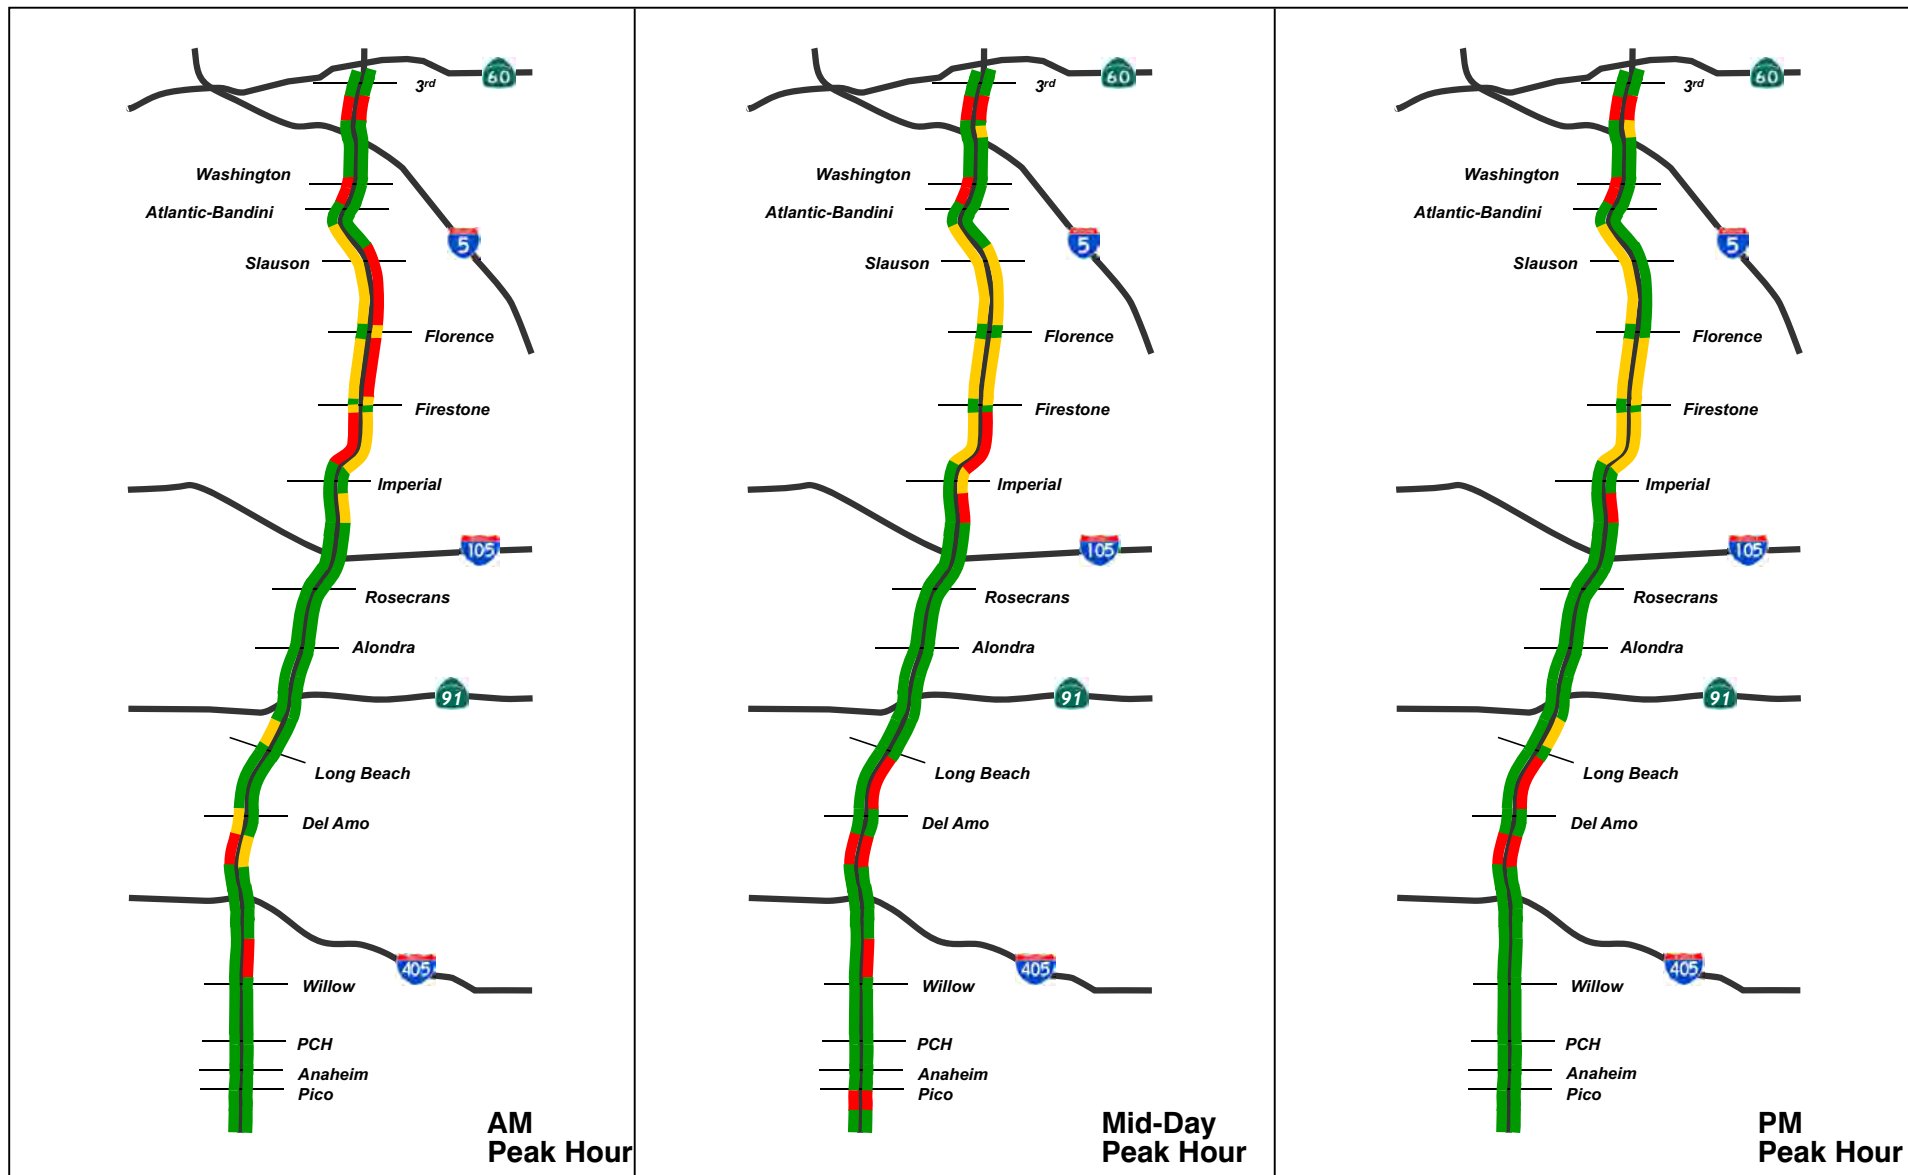 60
3rd
Washington
Atlantic-Bandini
5
Slauson
Florence
Firestone
Imperial
105
Rosecrans
Alondra
91
Long Beach
Del Amo
405
Willow
PCH
Anaheim
Pico
AM
Peak Hour
60
3rd
Washington
Atlantic-Bandini
5
Slauson
Florence
Firestone
Imperial
105
Rosecrans
Alondra
91
Long Beach
Del Amo
405
Willow
PCH
Anaheim
Pico
Mid-Day
Peak Hour
60
3rd
Washington
Atlantic-Bandini
5
Slauson
Florence
Firestone
Imperial
105
Rosecrans
Alondra
91
Long Beach
Del Amo
405
Willow
PCH
Anaheim
Pico
PM
Peak Hour